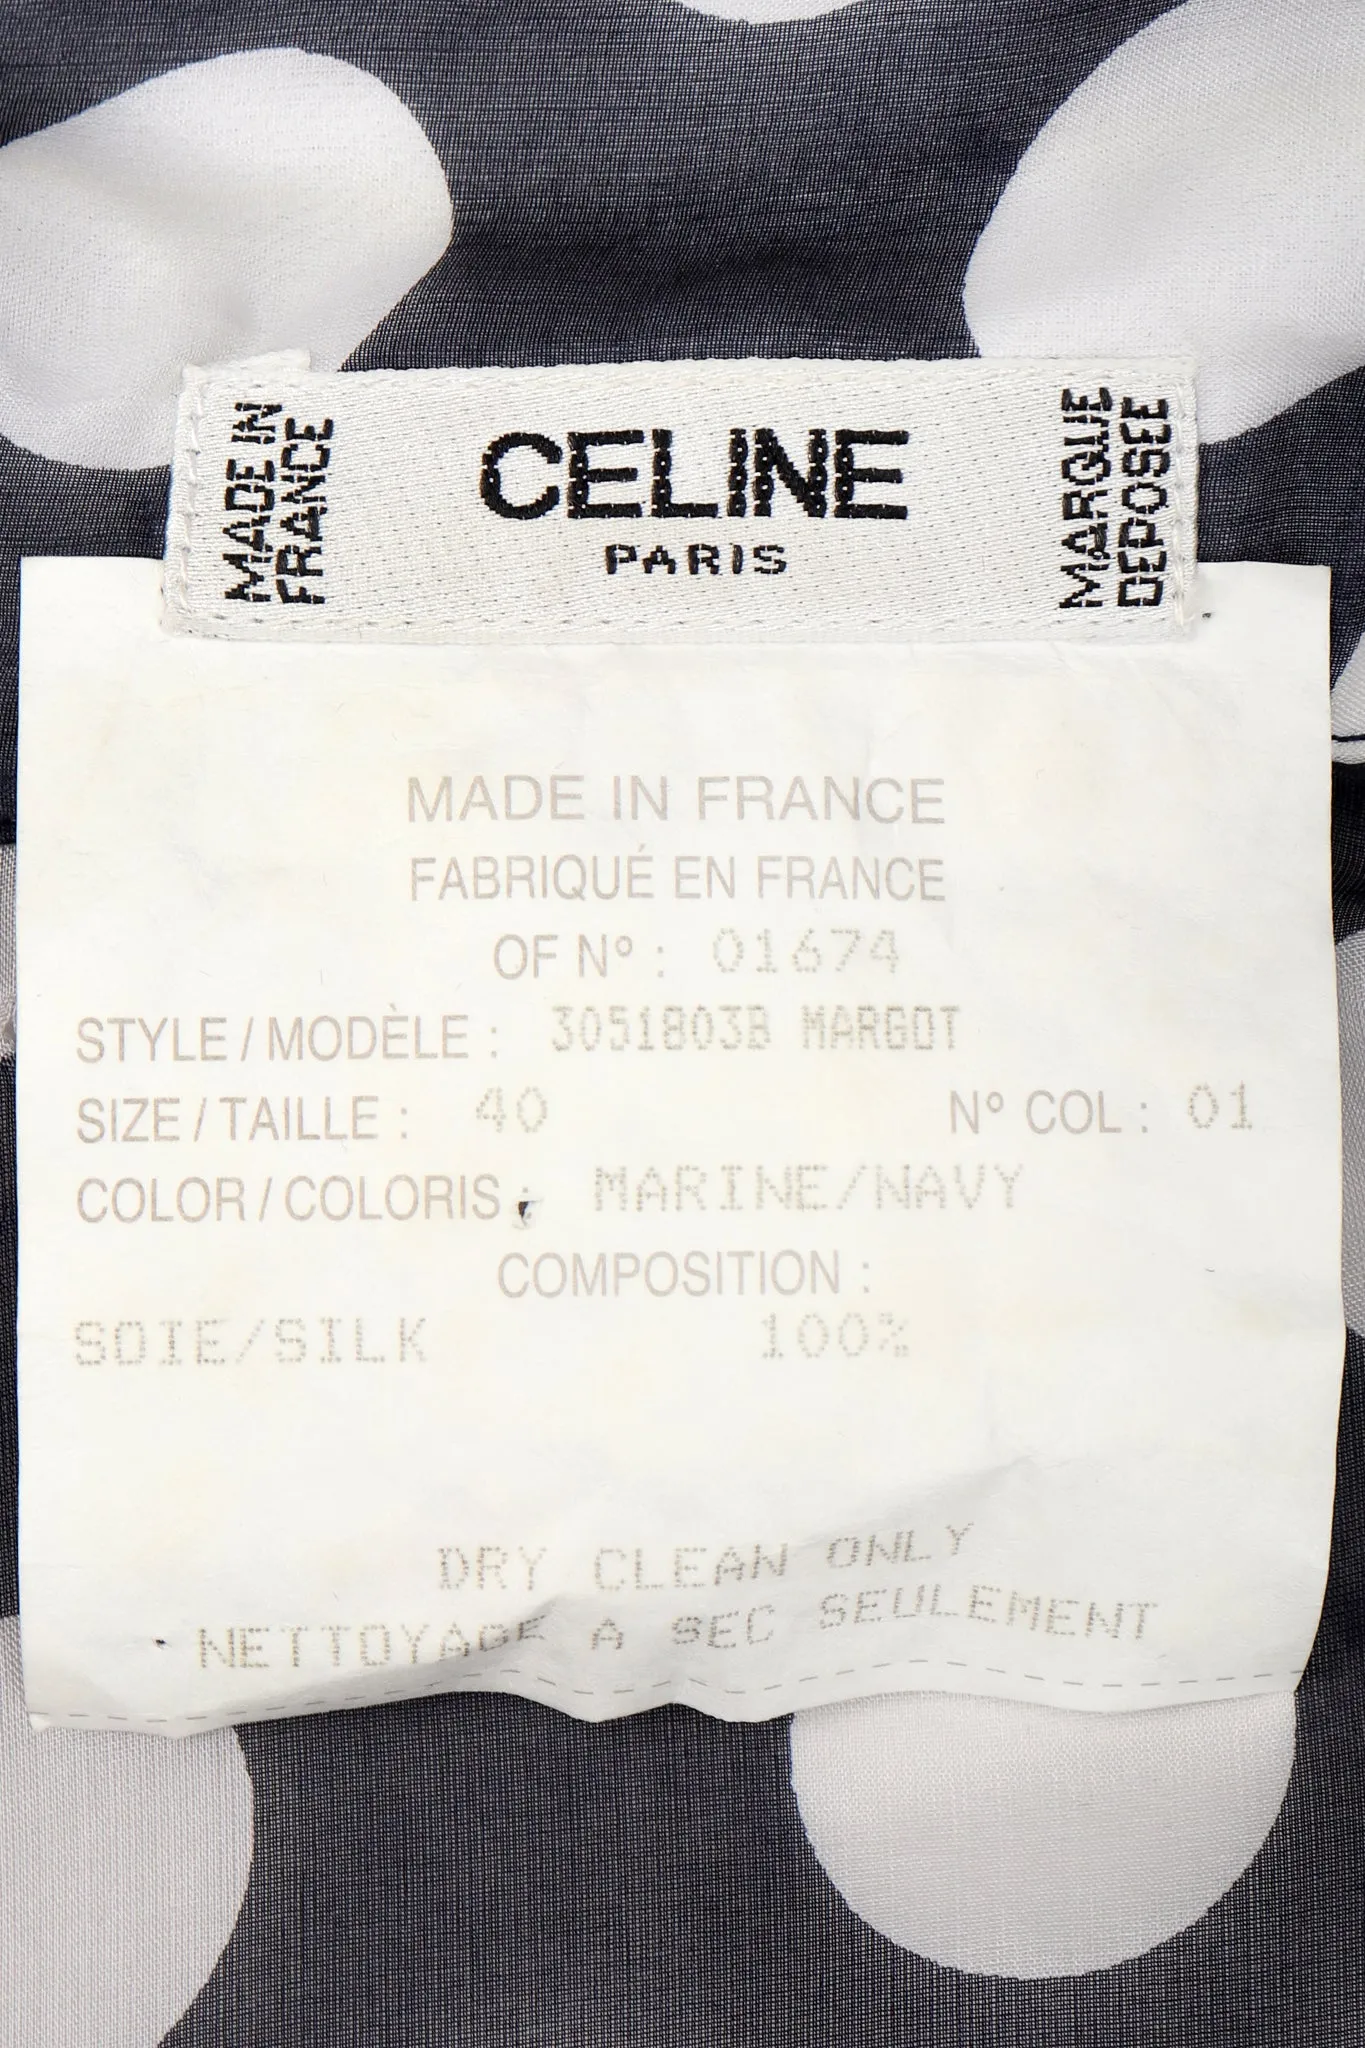 MADE IN
FRANCE
CELINE
PARIS
MARQUE
DEPOSEE
MADE IN FRANCE
FABRIQUÉ EN FRANCE
OF Nº : 01674
STYLE / MODÈLE : 3051803B MARGOT
SIZE / TAILLE : 40 Nº COL : 01
COLOR / COLORIS : MARINE/NAVY
COMPOSITION :
SOIE/SILK 100%
DRY CLEAN ONLY
NETTOYAGE A SEC SEULEMENT